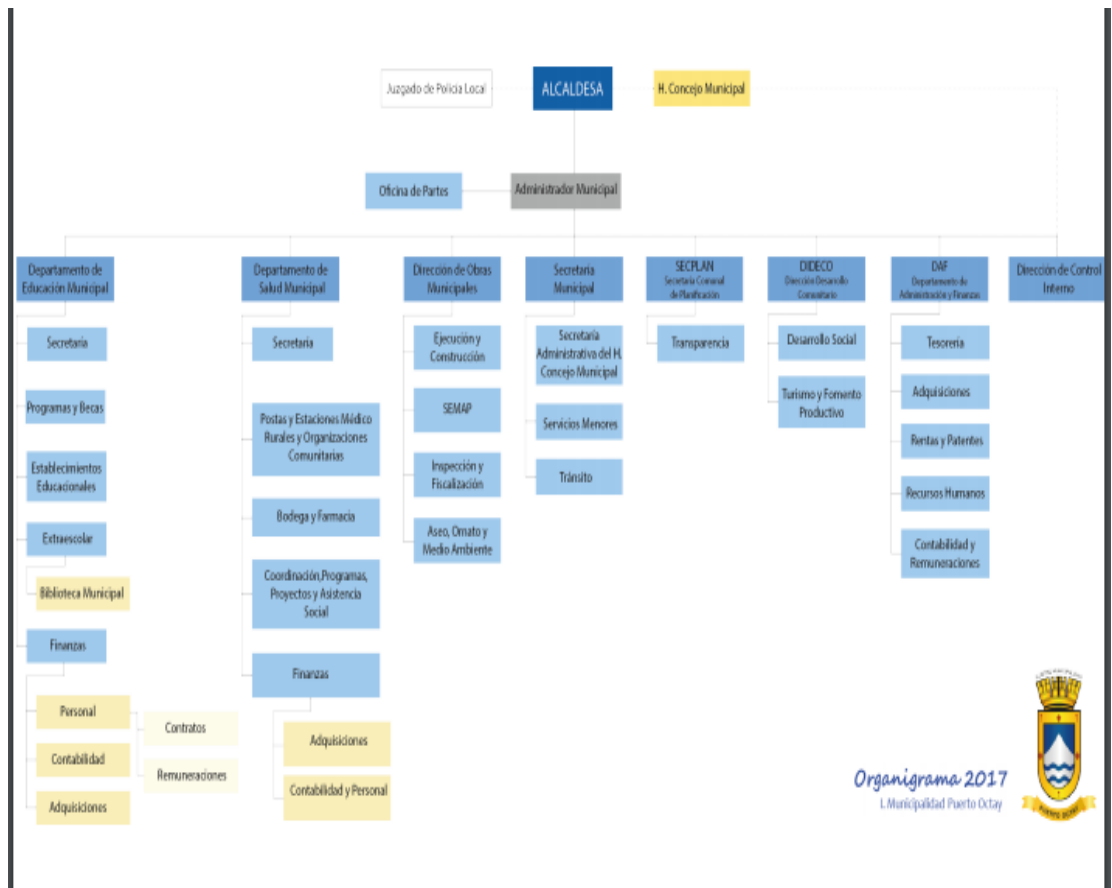 Juzgado de Policía Local
ALCALDESA
H. Concejo Municipal
Oficina de Partes
Administrador Municipal
Departamento de
Educación Municipal
Departamento de
Salud Municipal
Dirección de Obras
Municipales
Secretaría
Municipal
SECPLAN
Secretaría Comunal
de Planificación
DIDECO
Dirección Desarrollo
Comunitario
DAF
Departamento de
Administración y Finanzas
Dirección de Control
Interno
Secretaría
Programas y Becas
Establecimientos
Educacionales
Extraescolar
Biblioteca Municipal
Finanzas
Personal
Contratos
Remuneraciones
Contabilidad
Adquisiciones
Secretaría
Postas y Estaciones Médico
Rurales y Organizaciones
Comunitarias
Bodega y Farmacia
Coordinación,Programas,
Proyectos y Asistencia
Social
Finanzas
Adquisiciones
Contabilidad y Personal
Ejecución y
Construcción
SEMAP
Inspección y
Fiscalización
Aseo, Ornato y
Medio Ambiente
Secretaría
Administrativa del H.
Concejo Municipal
Servicios Menores
Tránsito
Transparencia
Desarrollo Social
Turismo y Fomento
Productivo
Tesorería
Adquisiciones
Rentas y Patentes
Recursos Humanos
Contabilidad y
Remuneraciones
Organigrama 2017
I. Municipalidad Puerto Octay
PUERTO OCTAY